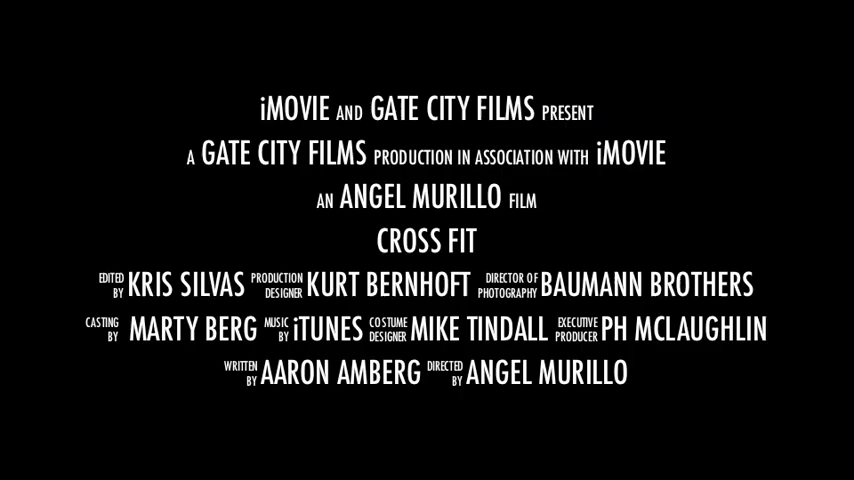 iMOVIE AND GATE CITY FILMS PRESENT
A GATE CITY FILMS PRODUCTION IN ASSOCIATION WITH iMOVIE
AN ANGEL MURILLO FILM
CROSS FIT
EDITED BY KRIS SILVAS PRODUCTION DESIGNER KURT BERNHOFT DIRECTOR OF PHOTOGRAPHY BAUMANN BROTHERS
CASTING BY MARTY BERG MUSIC BY iTUNES COSTUME DESIGNER MIKE TINDALL EXECUTIVE PRODUCER PH MCLAUGHLIN
WRITTEN BY AARON AMBERG DIRECTED BY ANGEL MURILLO